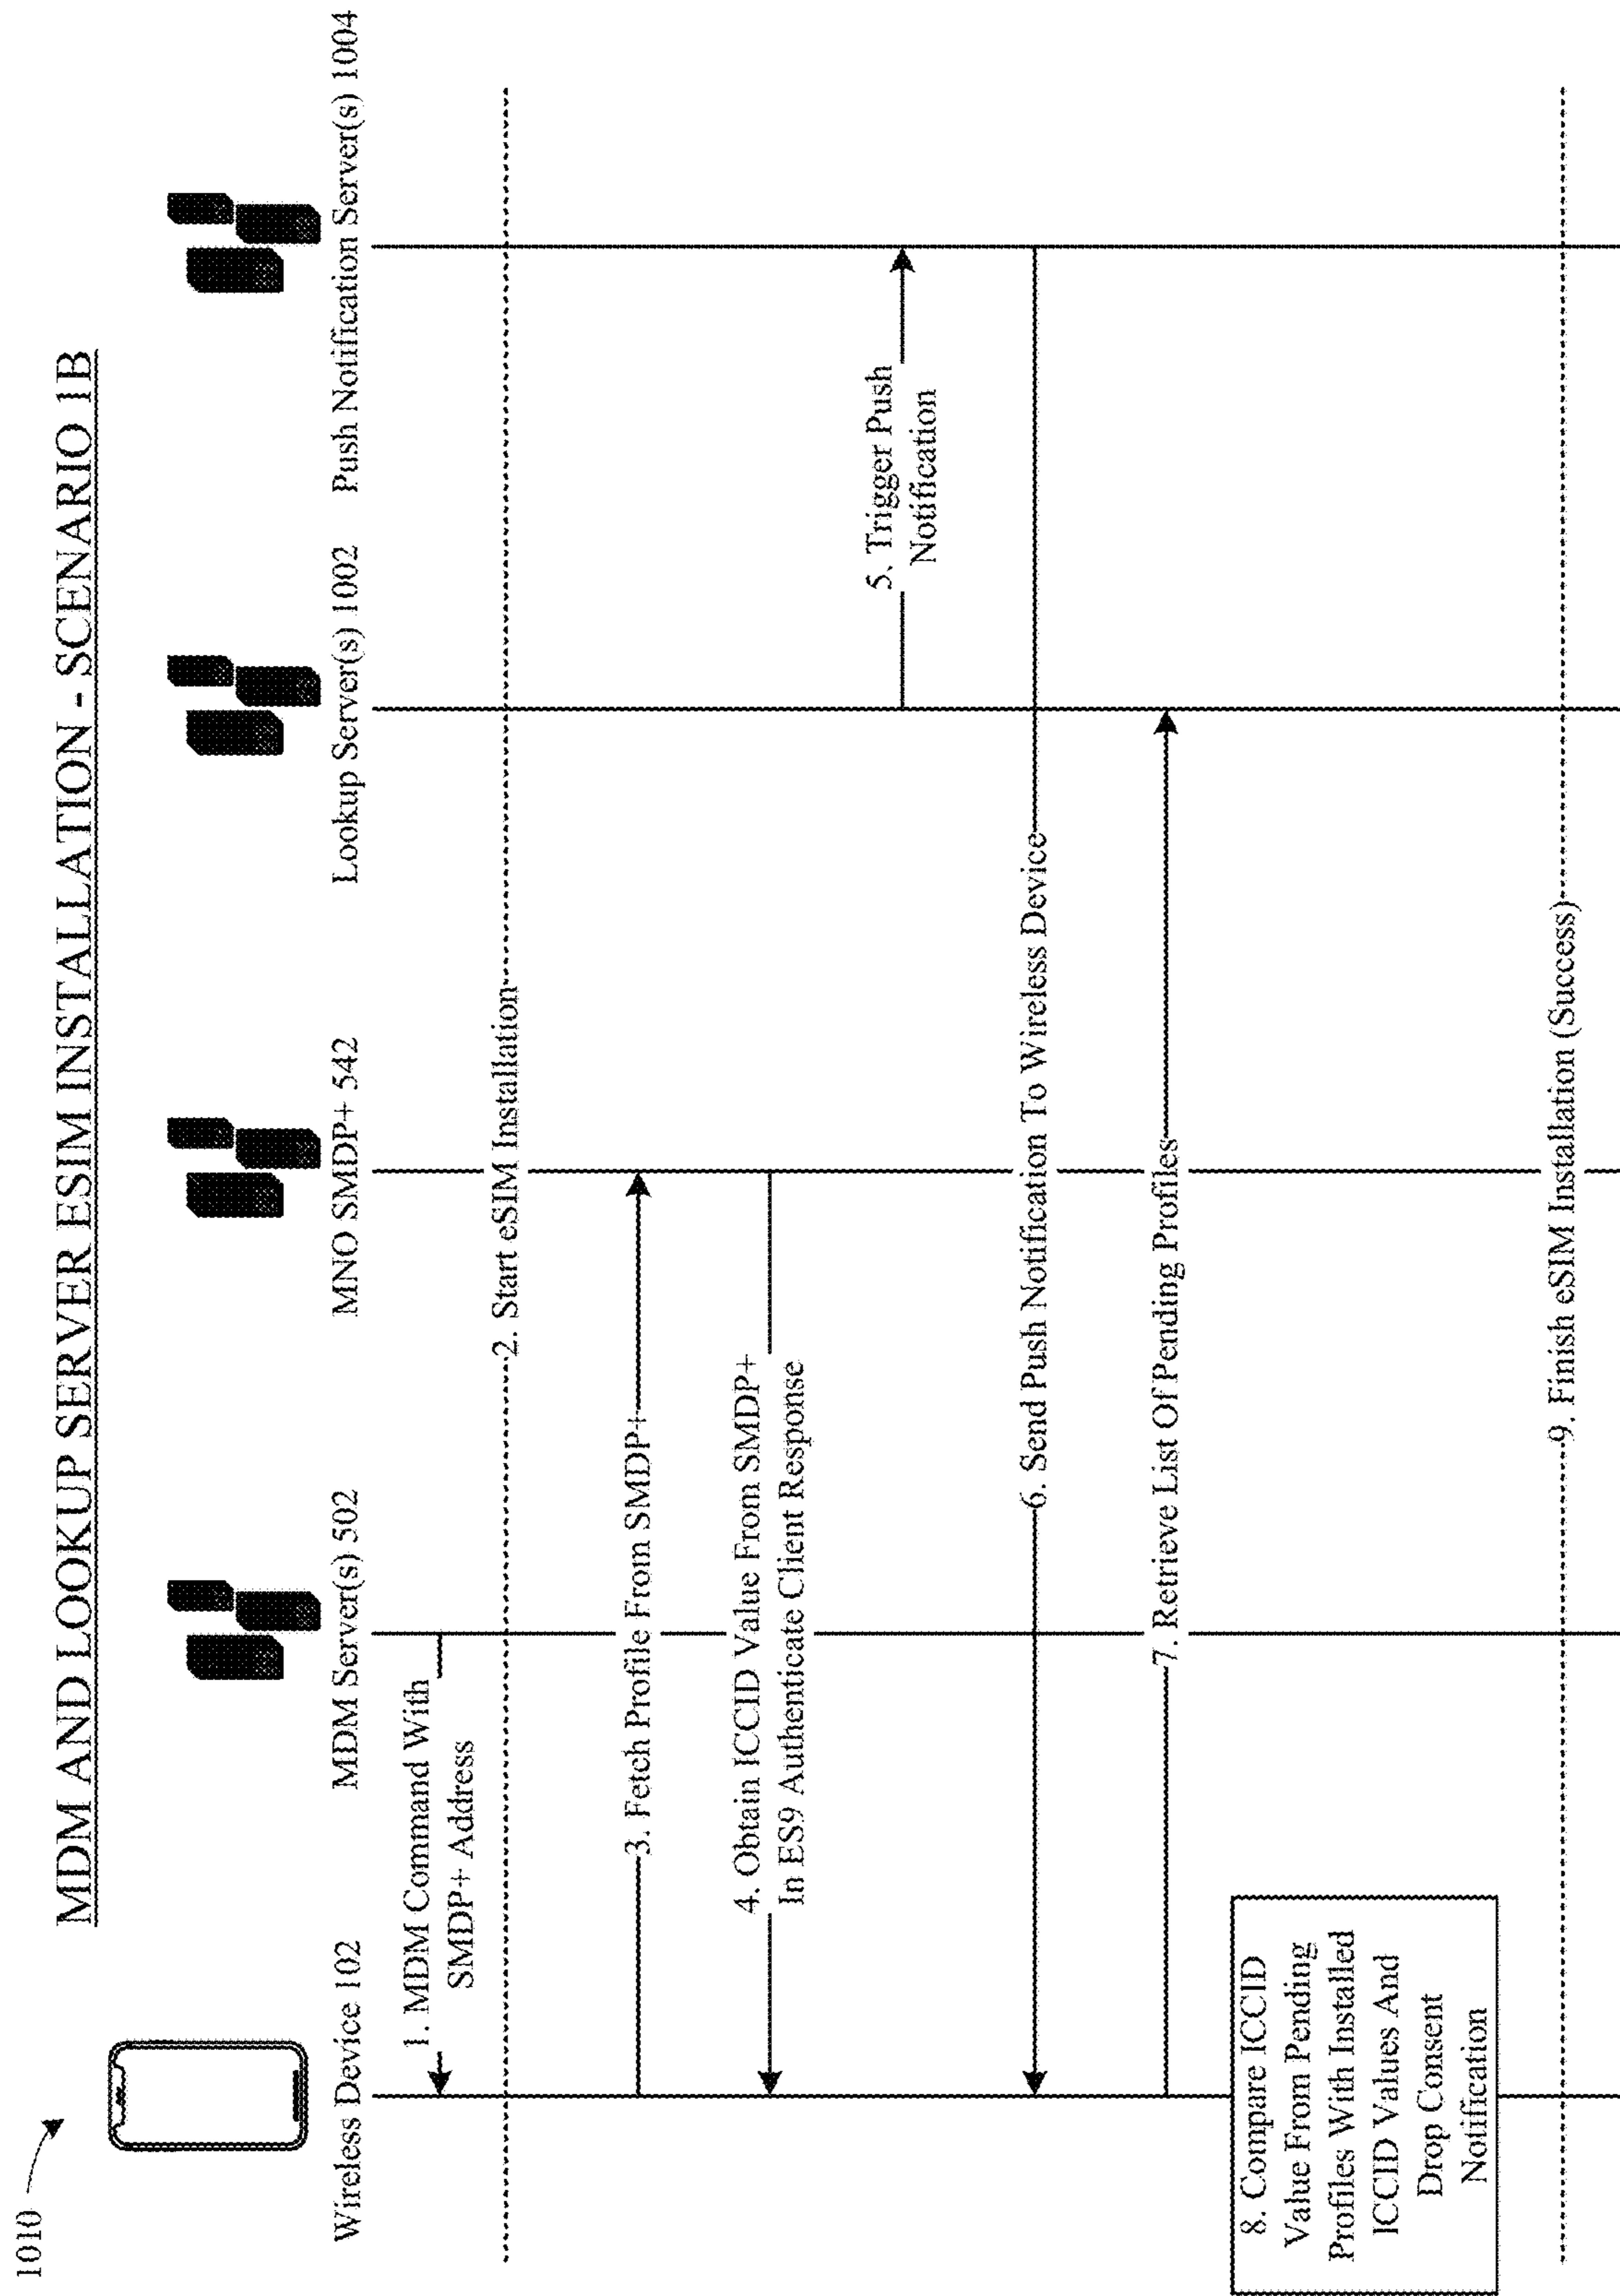 1010
MDM AND LOOKUP SERVER ESIM INSTALLATION - SCENARIO 1B
Wireless Device 102
MDM Server(s) 502
MNO SMDP+ 542
Lookup Server(s) 1002
Push Notification Server(s) 1004
1. MDM Command With
SMDP+ Address
2. Start eSIM Installation
3. Fetch Profile From SMDP+
4. Obtain ICCID Value From SMDP+
In ES9 Authenticate Client Response
5. Trigger Push
Notification
6. Send Push Notification To Wireless Device
7. Retrieve List Of Pending Profiles
8. Compare ICCID
Value From Pending
Profiles With Installed
ICCID Values And
Drop Consent
Notification
9. Finish eSIM Installation (Success)